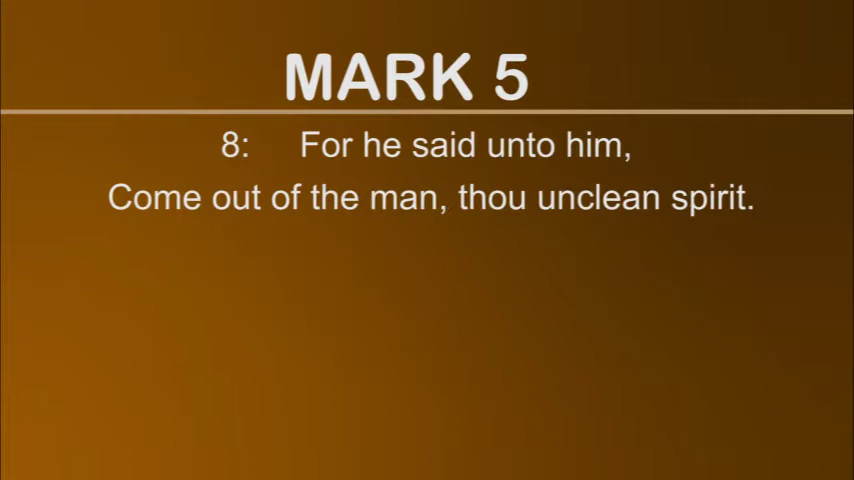 MARK 5
8: For he said unto him,
Come out of the man, thou unclean spirit.